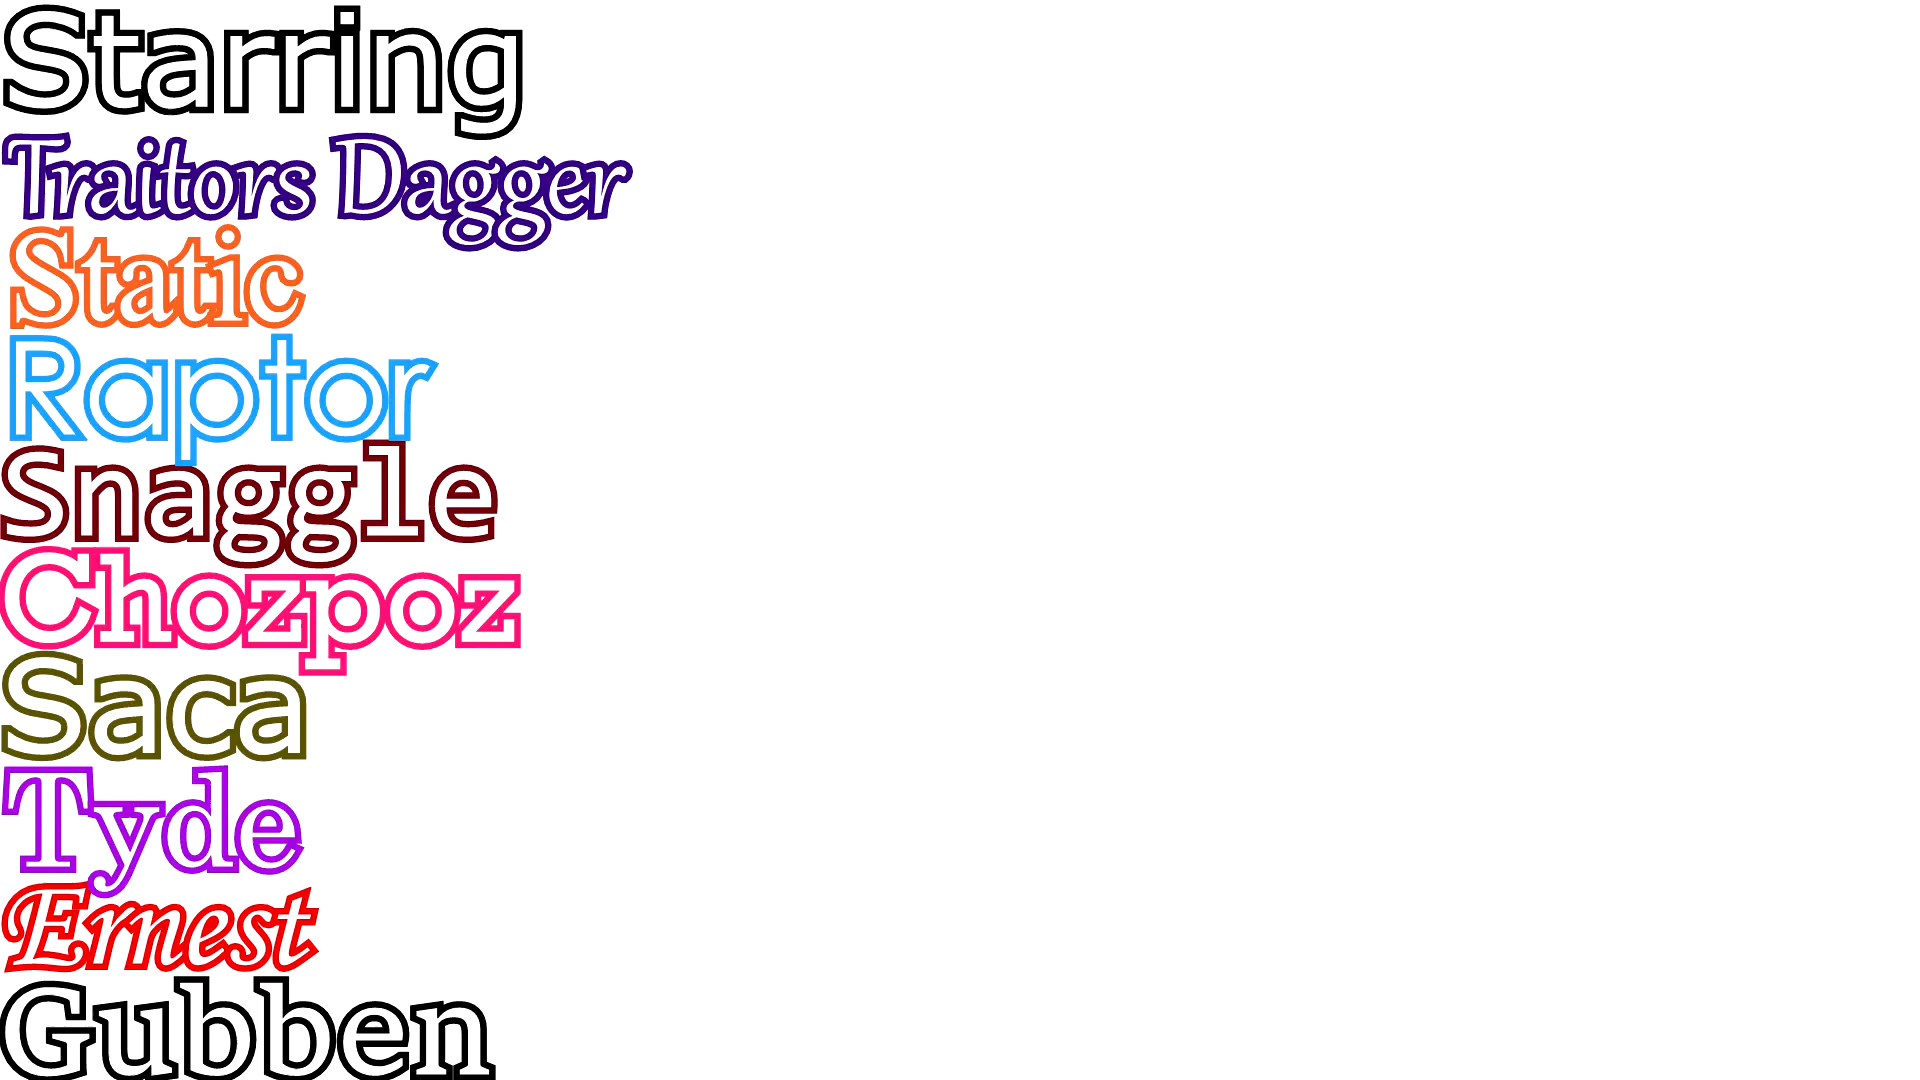 Starring
Traitors Dagger
Static
Raptor
Snaggle
Chozpoz
Saca
Tyde
Ernest
Gubben